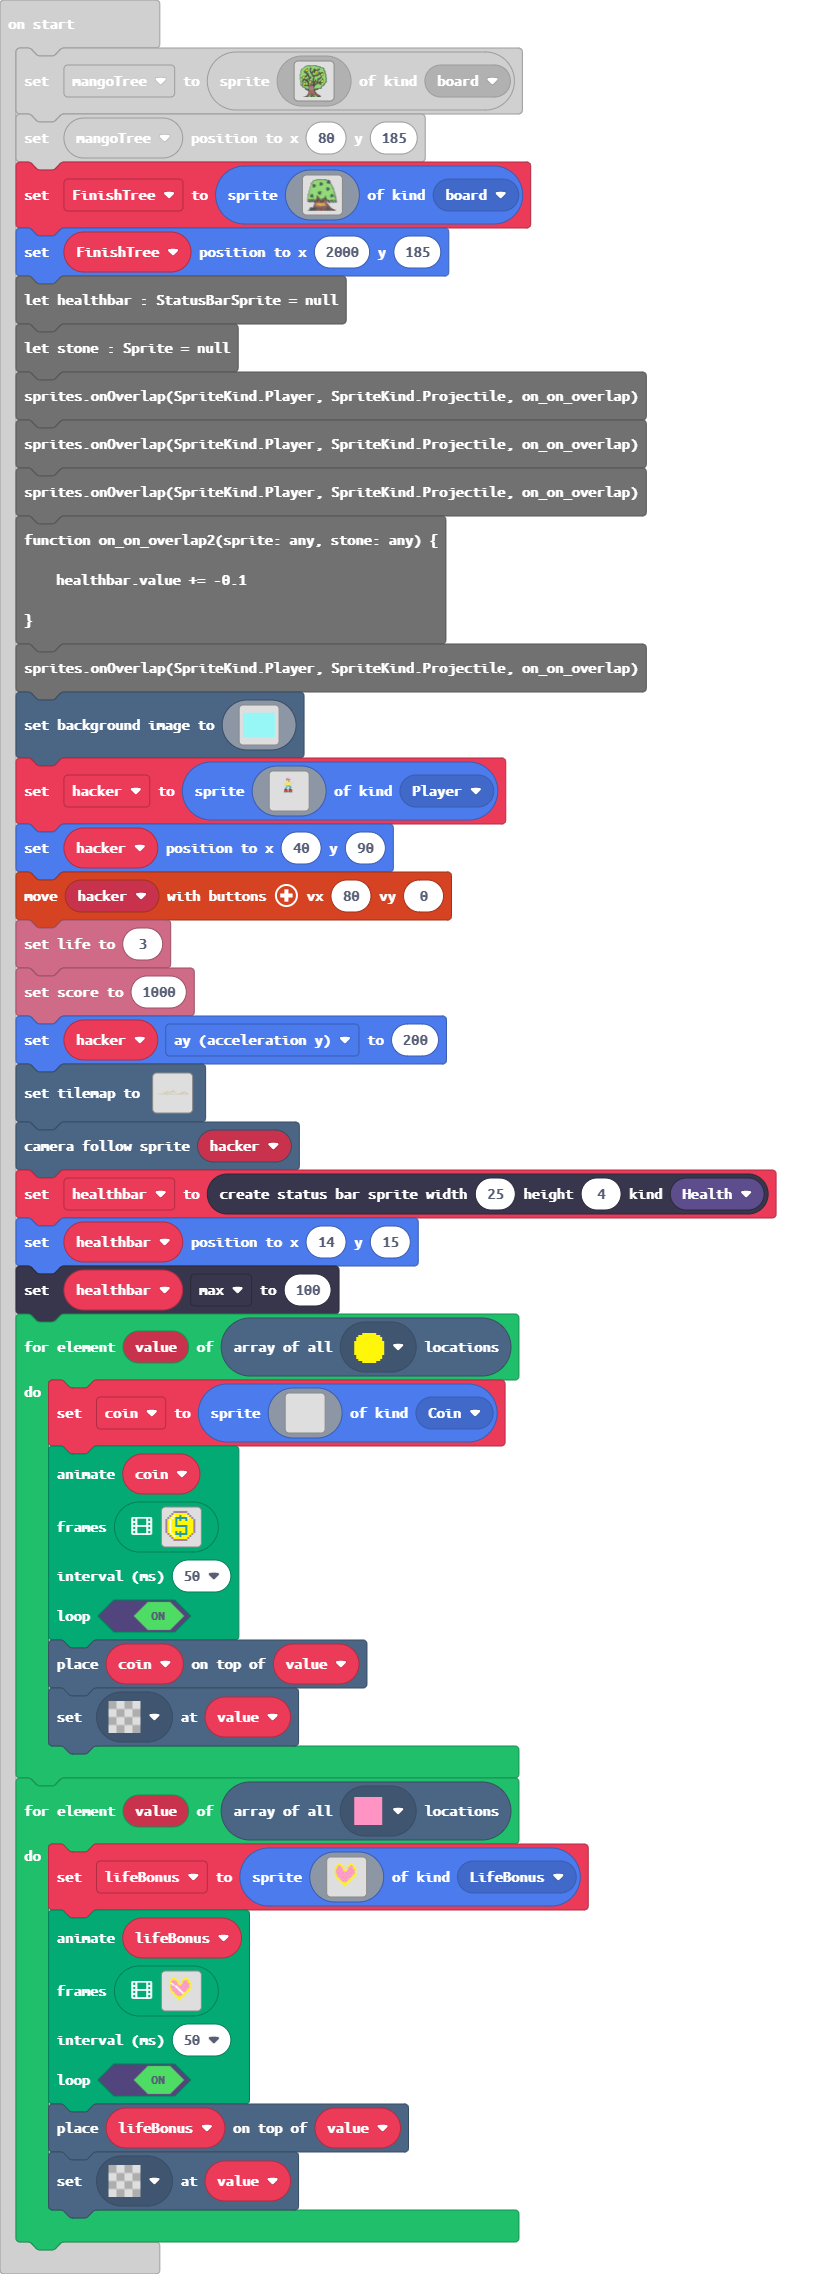 on start
set mangoTree to sprite of kind board
set mangoTree position to x 80 y 185
set FinishTree to sprite of kind board
set FinishTree position to x 2000 y 185
let healthbar : StatusBarSprite = null
let stone : Sprite = null
sprites.onOverlap(SpriteKind.Player, SpriteKind.Projectile, on_on_overlap)
sprites.onOverlap(SpriteKind.Player, SpriteKind.Projectile, on_on_overlap)
sprites.onOverlap(SpriteKind.Player, SpriteKind.Projectile, on_on_overlap)
function on_on_overlap2(sprite: any, stone: any) {
healthbar.value += -0.1
}
sprites.onOverlap(SpriteKind.Player, SpriteKind.Projectile, on_on_overlap)
set background image to
set hacker to sprite of kind Player
set hacker position to x 40 y 90
move hacker with buttons vx 80 vy 0
set life to 3
set score to 1000
set hacker ay (acceleration y) to 200
set tilemap to
camera follow sprite hacker
set healthbar to create status bar sprite width 25 height 4 kind Health
set healthbar position to x 14 y 15
set healthbar max to 100
for element value of array of all locations
do
set coin to sprite of kind Coin
animate coin
frames
interval (ms) 50
loop ON
place coin on top of value
set at value
for element value of array of all locations
do
set lifeBonus to sprite of kind LifeBonus
animate lifeBonus
frames
interval (ms) 50
loop ON
place lifeBonus on top of value
set at value